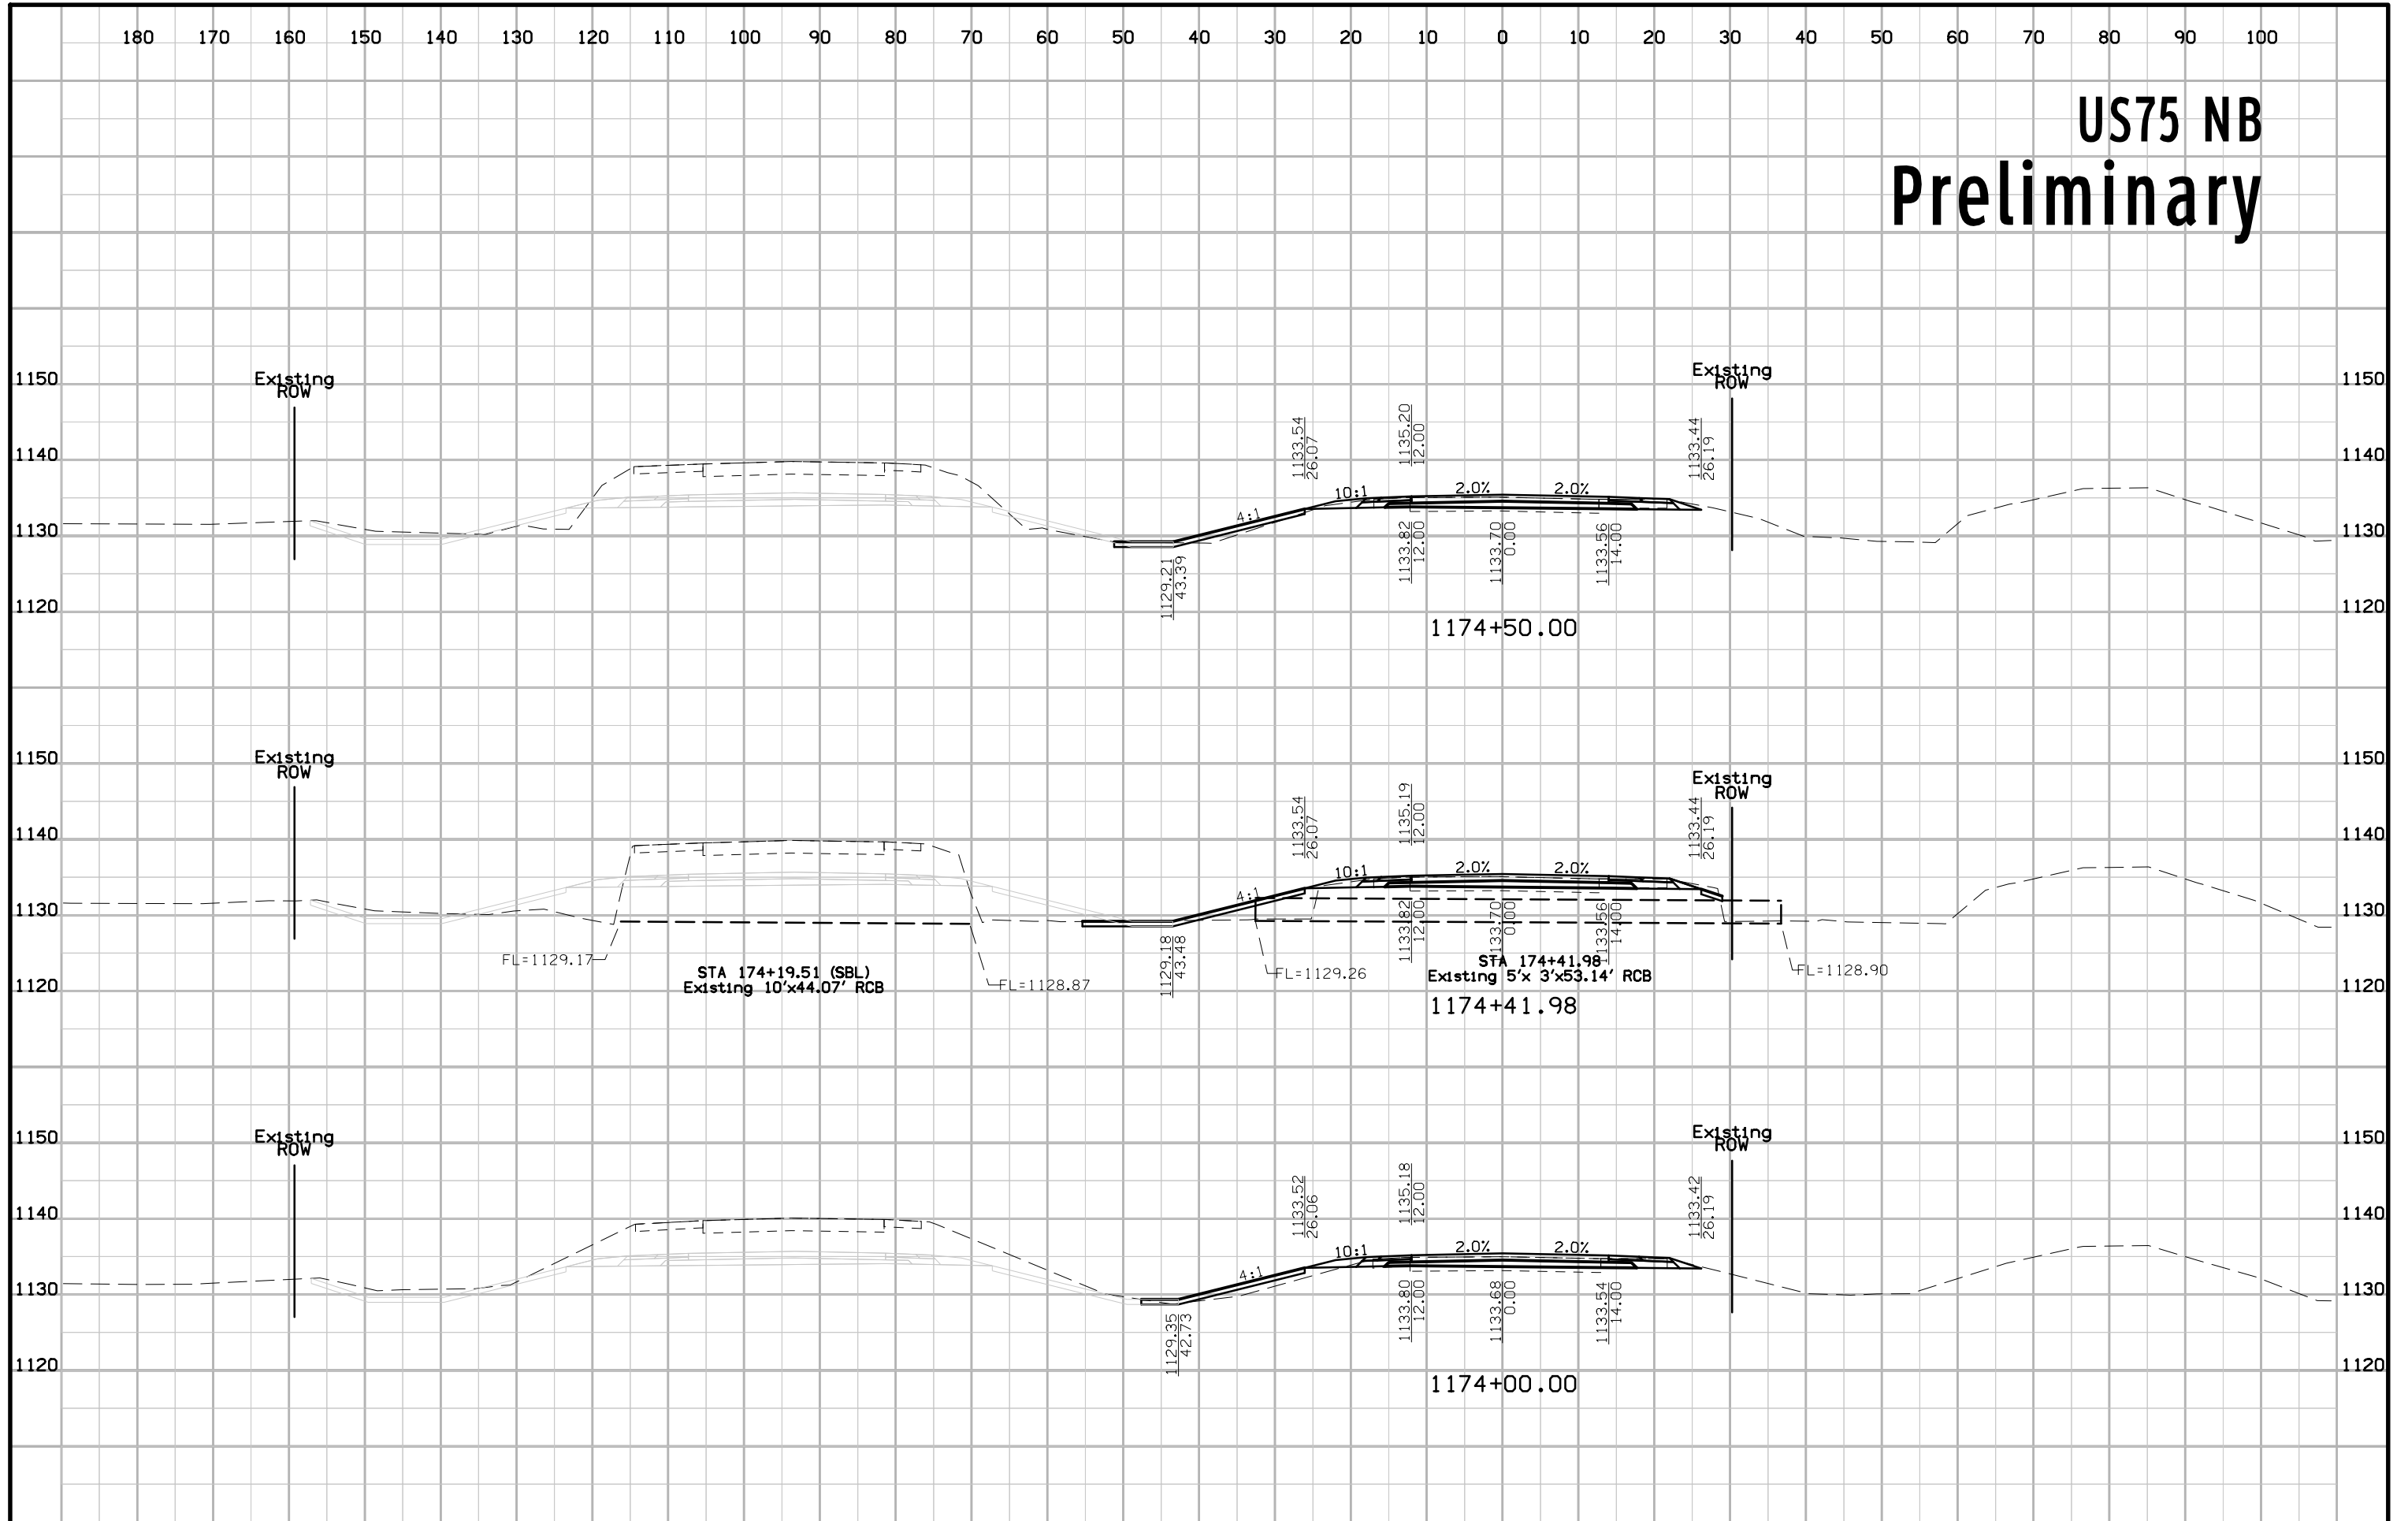 180 170 160 150 140 130 120 110 100 90 80 70 60 50 40 30 20 10 0 10 20 30 40 50 60 70 80 90 100
US75 NB
Preliminary
Existing
ROW
Existing
ROW
1150 1150
1140 1140
1130 1130
1120 1120
1133.54
26.07
1135.20
12.00
1133.44
26.19
10:1 2.0% 2.0%
4:1
1129.21
43.39
1133.82
12.00
1133.70
0.00
1133.56
14.00
1174+50.00
Existing
ROW
Existing
ROW
1150 1150
1140 1140
1130 1130
1120 1120
1133.54
26.07
1135.19
12.00
1133.44
26.19
10:1 2.0% 2.0%
4:1
1129.18
43.48
1133.82
12.00
1133.70
0.00
1133.56
14.00
FL=1129.17
STA 174+19.51 (SBL)
Existing 10'x44.07' RCB
FL=1128.87
FL=1129.26
STA 174+41.98
Existing 5'x 3'x53.14' RCB
FL=1128.90
1174+41.98
Existing
ROW
Existing
ROW
1150 1150
1140 1140
1130 1130
1120 1120
1133.52
26.06
1135.18
12.00
1133.42
26.19
10:1 2.0% 2.0%
4:1
1129.35
42.73
1133.80
12.00
1133.68
0.00
1133.54
14.00
1174+00.00